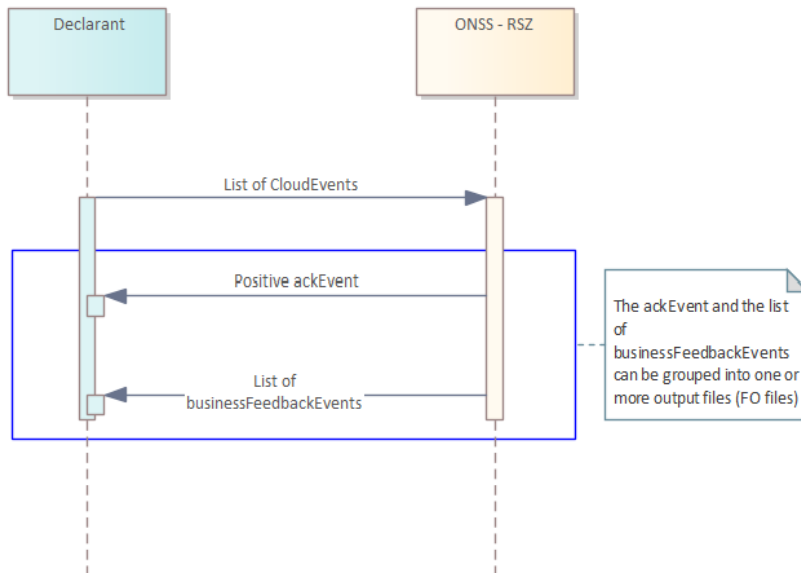 Declarant
ONSS - RSZ
List of CloudEvents
Positive ackEvent
List of
businessFeedbackEvents
The ackEvent and the list
of
businessFeedbackEvents
can be grouped into one or
more output files (FO files)